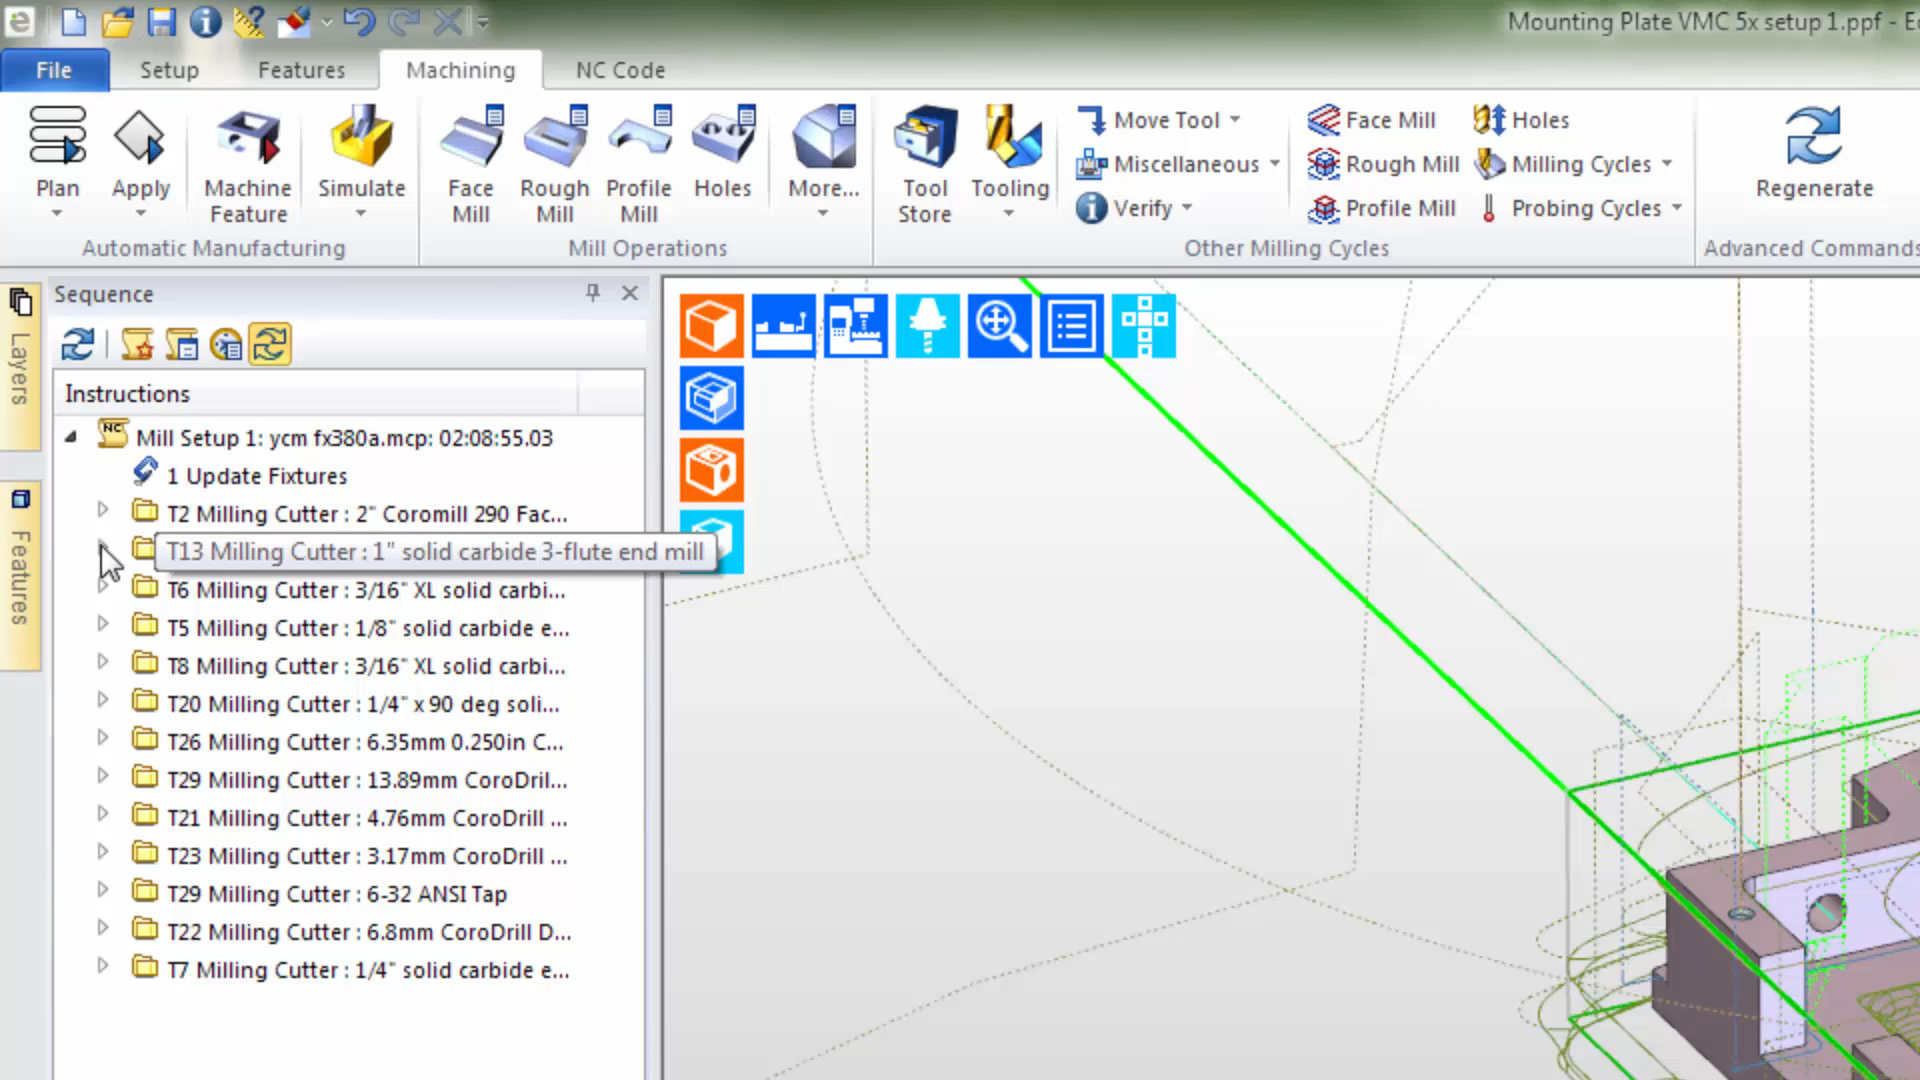 Mounting Plate VMC 5x setup 1.ppf - E
File
Setup
Features
Machining
NC Code
Plan
Apply
Machine
Feature
Simulate
Automatic Manufacturing
Face
Mill
Rough
Mill
Profile
Mill
Holes
More...
Mill Operations
Tool
Store
Tooling
Move Tool
Miscellaneous
Verify
Face Mill
Rough Mill
Profile Mill
Holes
Milling Cycles
Probing Cycles
Other Milling Cycles
Regenerate
Advanced Commands
Layers
Features
Sequence
Instructions
NC
Mill Setup 1: ycm fx380a.mcp: 02:08:55.03
1 Update Fixtures
T2 Milling Cutter : 2" Coromill 290 Fac...
T13 Milling Cutter : 1" solid carbide 3-flute end mill
T6 Milling Cutter : 3/16" XL solid carbi...
T5 Milling Cutter : 1/8" solid carbide e...
T8 Milling Cutter : 3/16" XL solid carbi...
T20 Milling Cutter : 1/4" x 90 deg soli...
T26 Milling Cutter : 6.35mm 0.250in C...
T29 Milling Cutter : 13.89mm CoroDril...
T21 Milling Cutter : 4.76mm CoroDrill ...
T23 Milling Cutter : 3.17mm CoroDrill ...
T29 Milling Cutter : 6-32 ANSI Tap
T22 Milling Cutter : 6.8mm CoroDrill D...
T7 Milling Cutter : 1/4" solid carbide e...